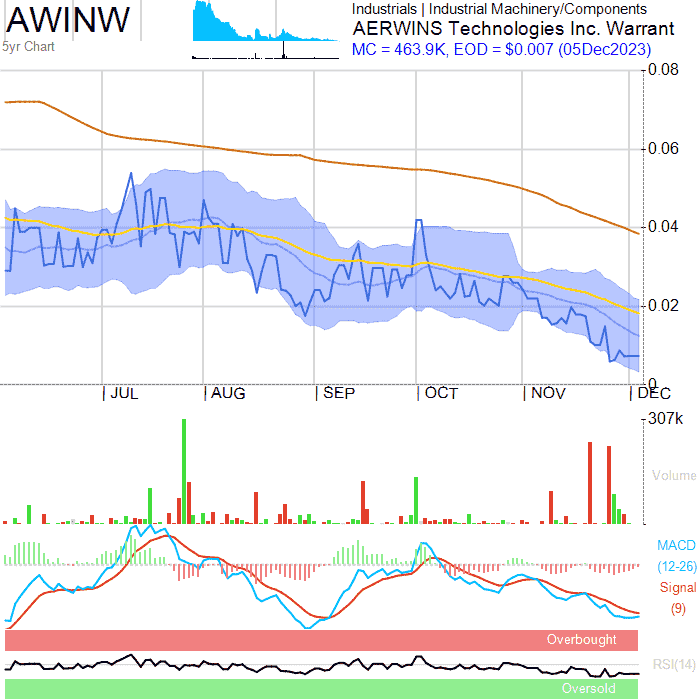 AWINW
5yr Chart
Industrials | Industrial Machinery/Components
AERWINS Technologies Inc. Warrant
MC = 463.9K, EOD = $0.007 (05Dec2023)
0.08
0.06
0.04
0.02
0
JUL AUG SEP OCT NOV DEC
307k
Volume
MACD
(12-26)
Signal
(9)
Overbought
RSI(14)
Oversold